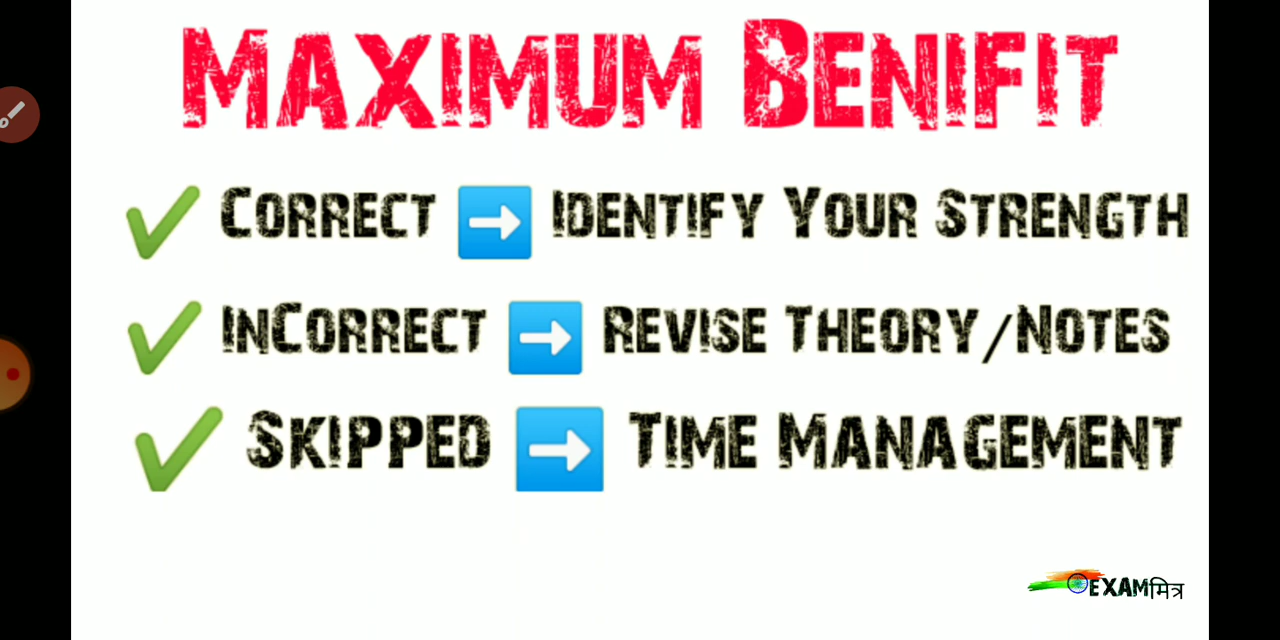 Maximum Benifit
✔ Correct ➡ Identify Your Strength
✔ InCorrect ➡ Revise Theory/Notes
✔ Skipped ➡ Time Management
EXAMमित्र